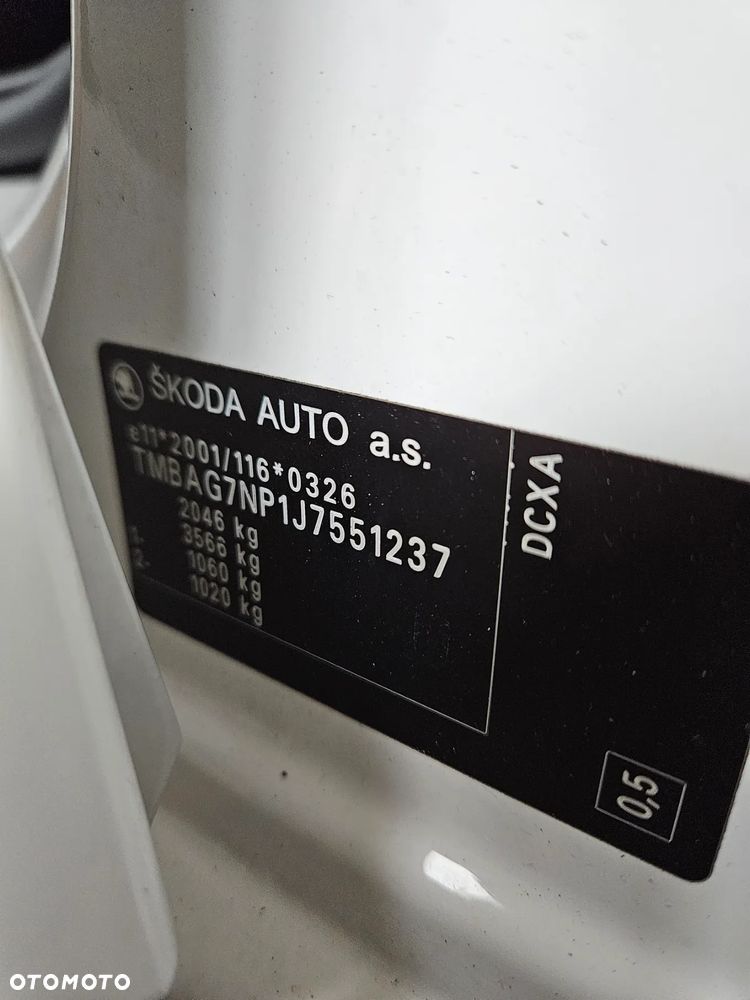 ŠKODA AUTO a.s.
e11*2001/116*0326
TMBAG7NP1J7551237
2046 kg
3566 kg
1- 1060 kg
2- 1020 kg
DCXA
0,5
OTOMOTO